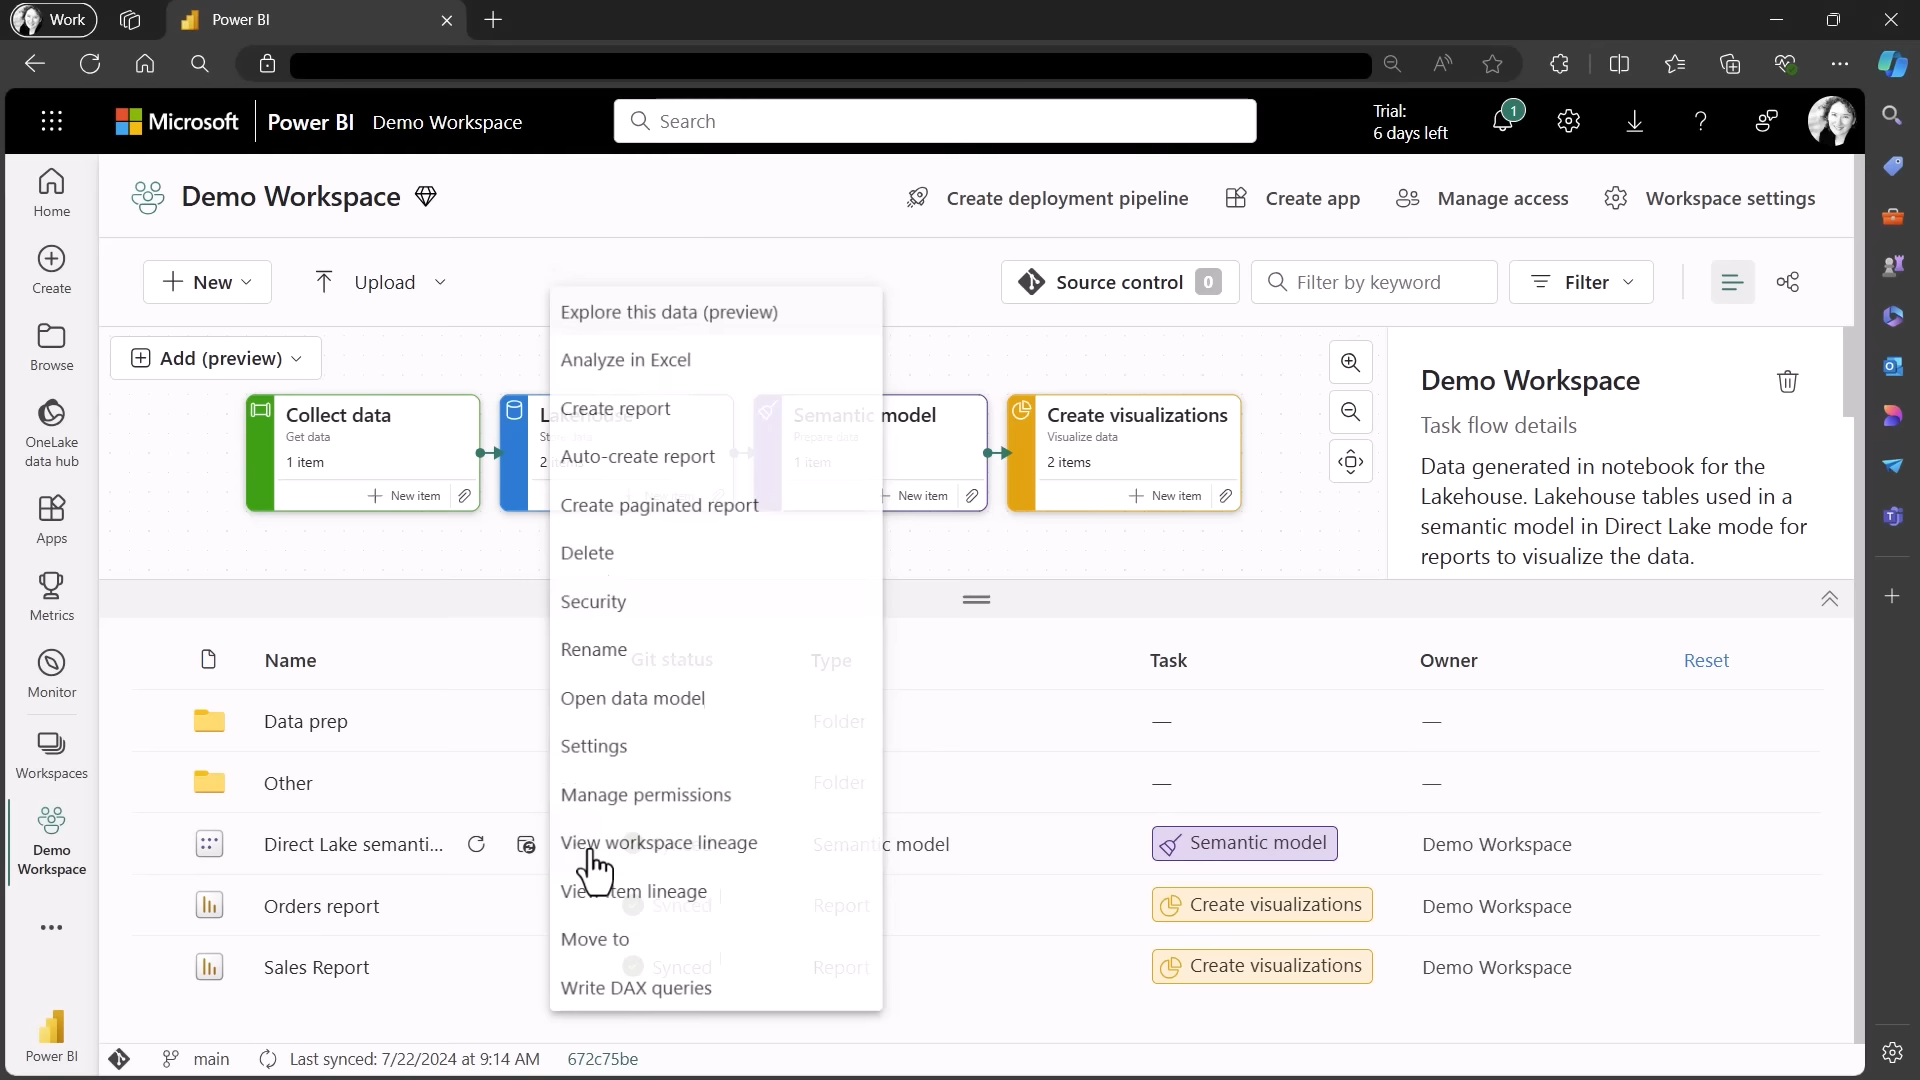 Work
Power BI
Microsoft
Power BI
Demo Workspace
Search
Trial:
6 days left
1
Home
Create
Browse
OneLake
data hub
Apps
Metrics
Monitor
Workspaces
Demo
Workspace
Power BI
Demo Workspace
Create deployment pipeline
Create app
Manage access
Workspace settings
New
Upload
Source control 0
Filter by keyword
Filter
Add (preview)
Collect data
Get data
1 item
New item
Lakehouse
2 items
Semantic model
Prepare data
1 item
New item
Create visualizations
Visualize data
2 items
New item
Demo Workspace
Task flow details
Data generated in notebook for the
Lakehouse. Lakehouse tables used in a
semantic model in Direct Lake mode for
reports to visualize the data.
Explore this data (preview)
Analyze in Excel
Create report
Auto-create report
Create paginated report
Delete
Security
Rename
Open data model
Settings
Manage permissions
View workspace lineage
View item lineage
Move to
Write DAX queries
Name Git status Type Task Owner Reset
Data prep Folder — —
Other Folder — —
Direct Lake semanti... Semantic model Semantic model Demo Workspace
Orders report Synced Report Create visualizations Demo Workspace
Sales Report Synced Report Create visualizations Demo Workspace
main
Last synced: 7/22/2024 at 9:14 AM
672c75be